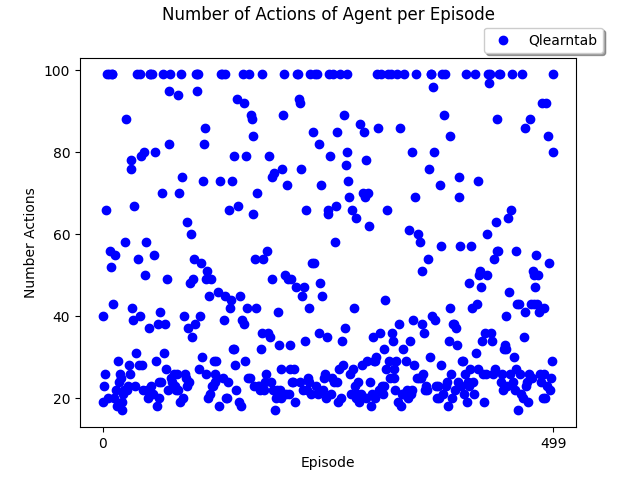 Number of Actions of Agent per Episode
Qlearntab
100
80
60
40
20
Number Actions
0
499
Episode